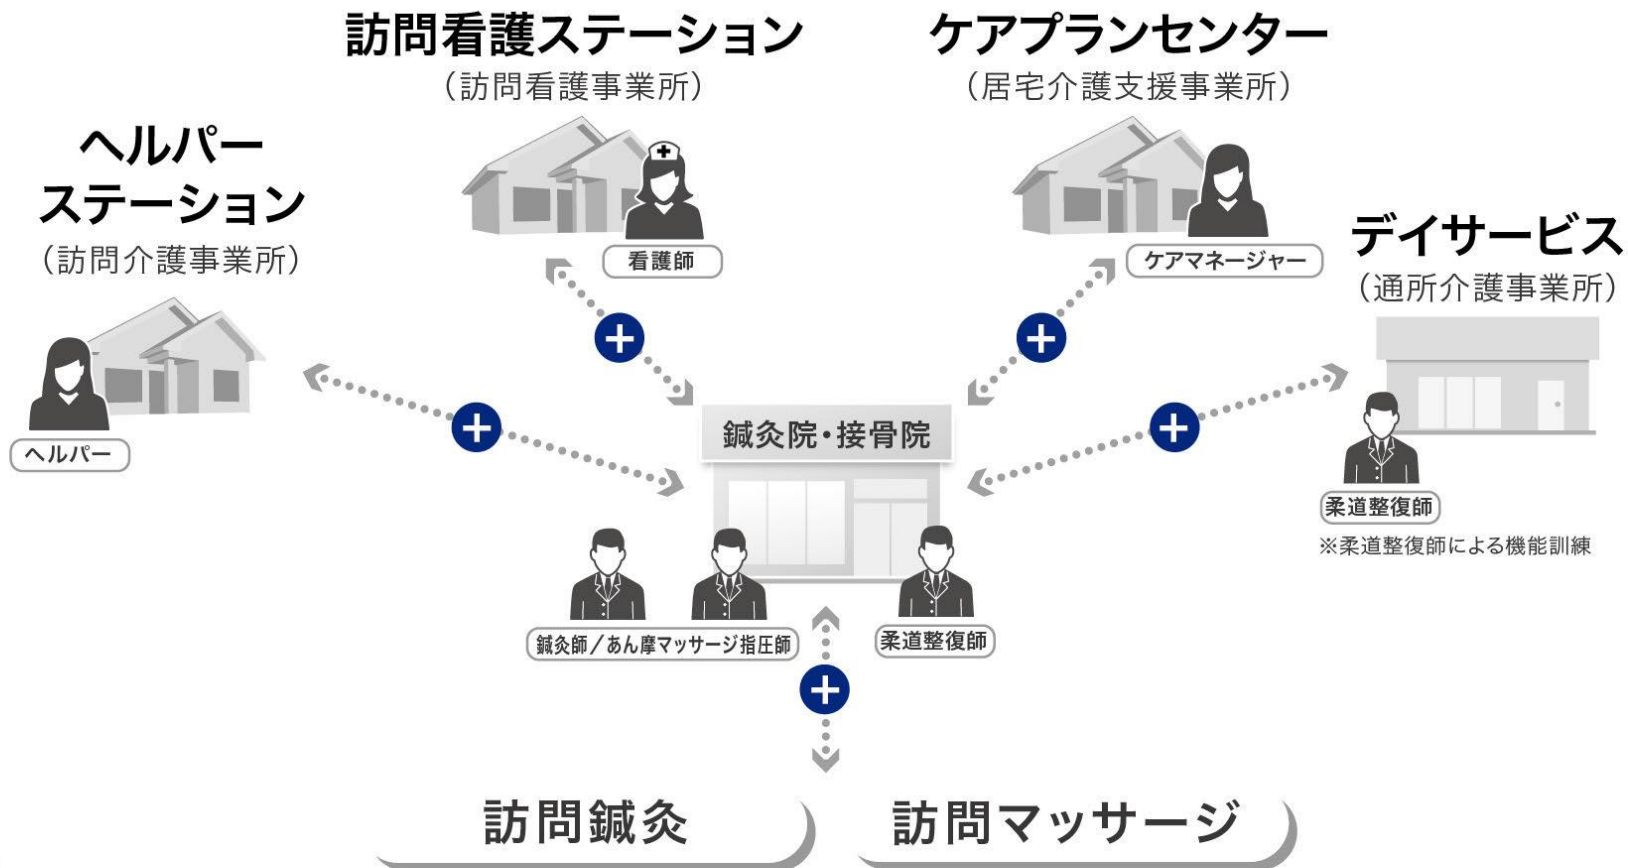 訪問看護ステーション
（訪問看護事業所）
ケアプランセンター
（居宅介護支援事業所）
ヘルパー
ステーション
（訪問介護事業所）
デイサービス
（通所介護事業所）
看護師
ケアマネージャー
ヘルパー
鍼灸院・接骨院
柔道整復師
※柔道整復師による機能訓練
鍼灸師／あん摩マッサージ指圧師
柔道整復師
訪問鍼灸
訪問マッサージ